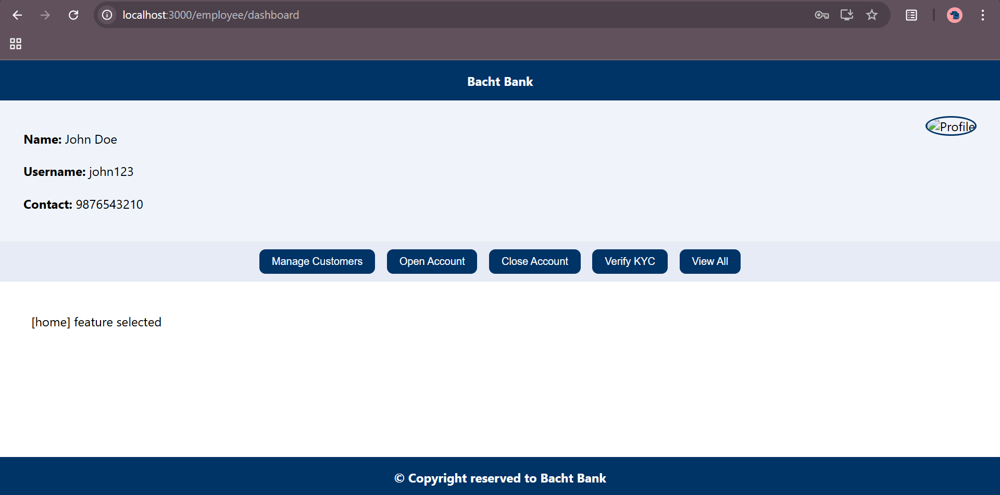 localhost:3000/employee/dashboard
Bacht Bank
Profile
Name: John Doe
Username: john123
Contact: 9876543210
Manage Customers Open Account Close Account Verify KYC View All
[home] feature selected
© Copyright reserved to Bacht Bank